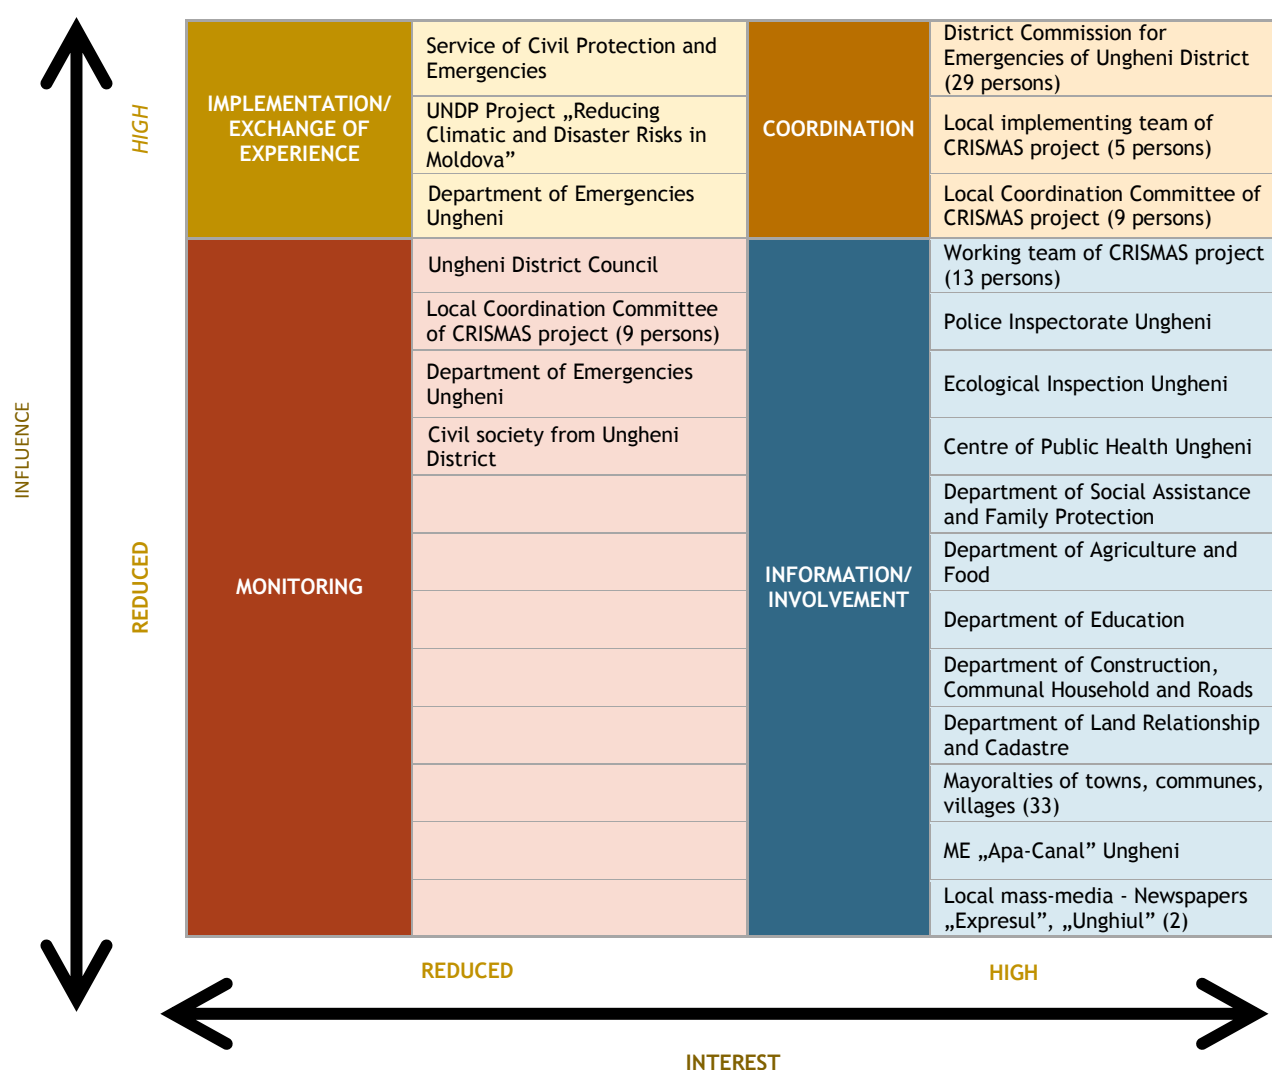 INFLUENCE
HIGH
REDUCED
IMPLEMENTATION/
EXCHANGE OF
EXPERIENCE
Service of Civil Protection and
Emergencies
UNDP Project „Reducing
Climatic and Disaster Risks in
Moldova”
Department of Emergencies
Ungheni
COORDINATION
District Commission for
Emergencies of Ungheni District
(29 persons)
Local implementing team of
CRISMAS project (5 persons)
Local Coordination Committee of
CRISMAS project (9 persons)
MONITORING
Ungheni District Council
Local Coordination Committee
of CRISMAS project (9 persons)
Department of Emergencies
Ungheni
Civil society from Ungheni
District
INFORMATION/
INVOLVEMENT
Working team of CRISMAS project
(13 persons)
Police Inspectorate Ungheni
Ecological Inspection Ungheni
Centre of Public Health Ungheni
Department of Social Assistance
and Family Protection
Department of Agriculture and
Food
Department of Education
Department of Construction,
Communal Household and Roads
Department of Land Relationship
and Cadastre
Mayoralties of towns, communes,
villages (33)
ME „Apa-Canal” Ungheni
Local mass-media - Newspapers
„Expresul”, „Unghiul” (2)
REDUCED
HIGH
INTEREST